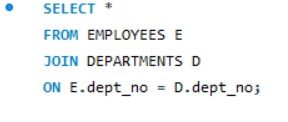 SELECT *
FROM EMPLOYEES E
JOIN DEPARTMENTS D
ON E.dept_no = D.dept_no;